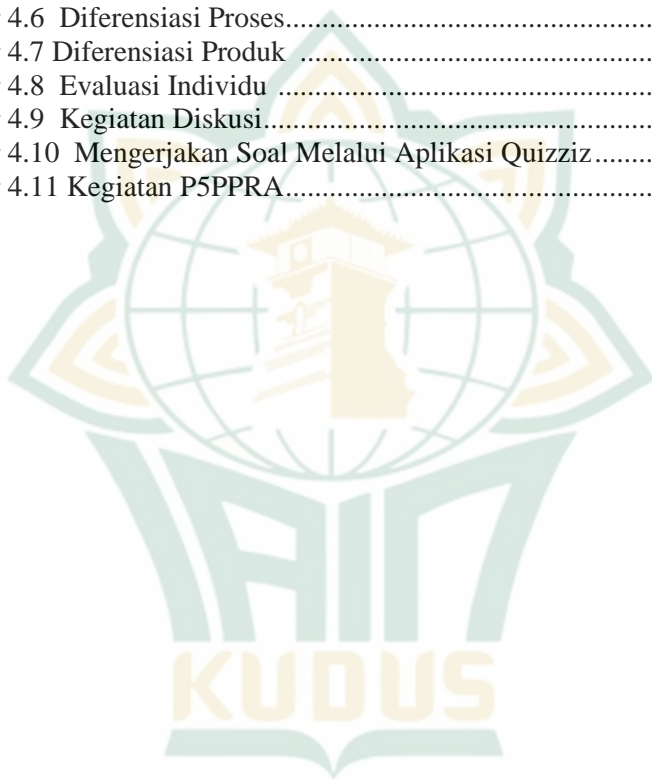 4.6 Diferensiasi Proses..........................................................
4.7 Diferensiasi Produk ........................................................
4.8 Evaluasi Individu ............................................................
4.9 Kegiatan Diskusi..............................................................
4.10 Mengerjakan Soal Melalui Aplikasi Quizziz........
4.11 Kegiatan P5PPRA..........................................................
IAIN
KUDUS